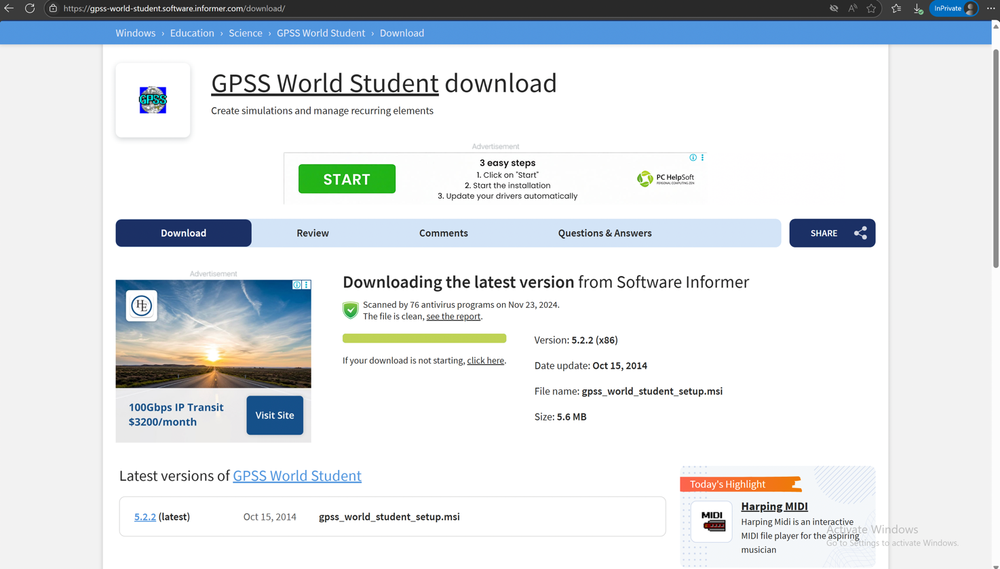 https://gpss-world-student.software.informer.com/download/
InPrivate
Windows › Education › Science › GPSS World Student › Download
GPSS
GPSS World Student download
Create simulations and manage recurring elements
Advertisement
START
3 easy steps
1. Click on "Start"
2. Start the installation
3. Update your drivers automatically
PC HelpSoft
PERSONAL COMPUTING ZEN
Download
Review
Comments
Questions & Answers
SHARE
Advertisement
HE
100Gbps IP Transit
$3200/month
Visit Site
Downloading the latest version from Software Informer
Scanned by 76 antivirus programs on Nov 23, 2024.
The file is clean, see the report.
If your download is not starting, click here.
Version: 5.2.2 (x86)
Date update: Oct 15, 2014
File name: gpss_world_student_setup.msi
Size: 5.6 MB
Latest versions of GPSS World Student
5.2.2 (latest) Oct 15, 2014 gpss_world_student_setup.msi
Today's Highlight
MIDI
Harping MIDI
Harping Midi is an interactive
MIDI file player for the aspiring
musician
Activate Windows
Go to Settings to activate Windows.